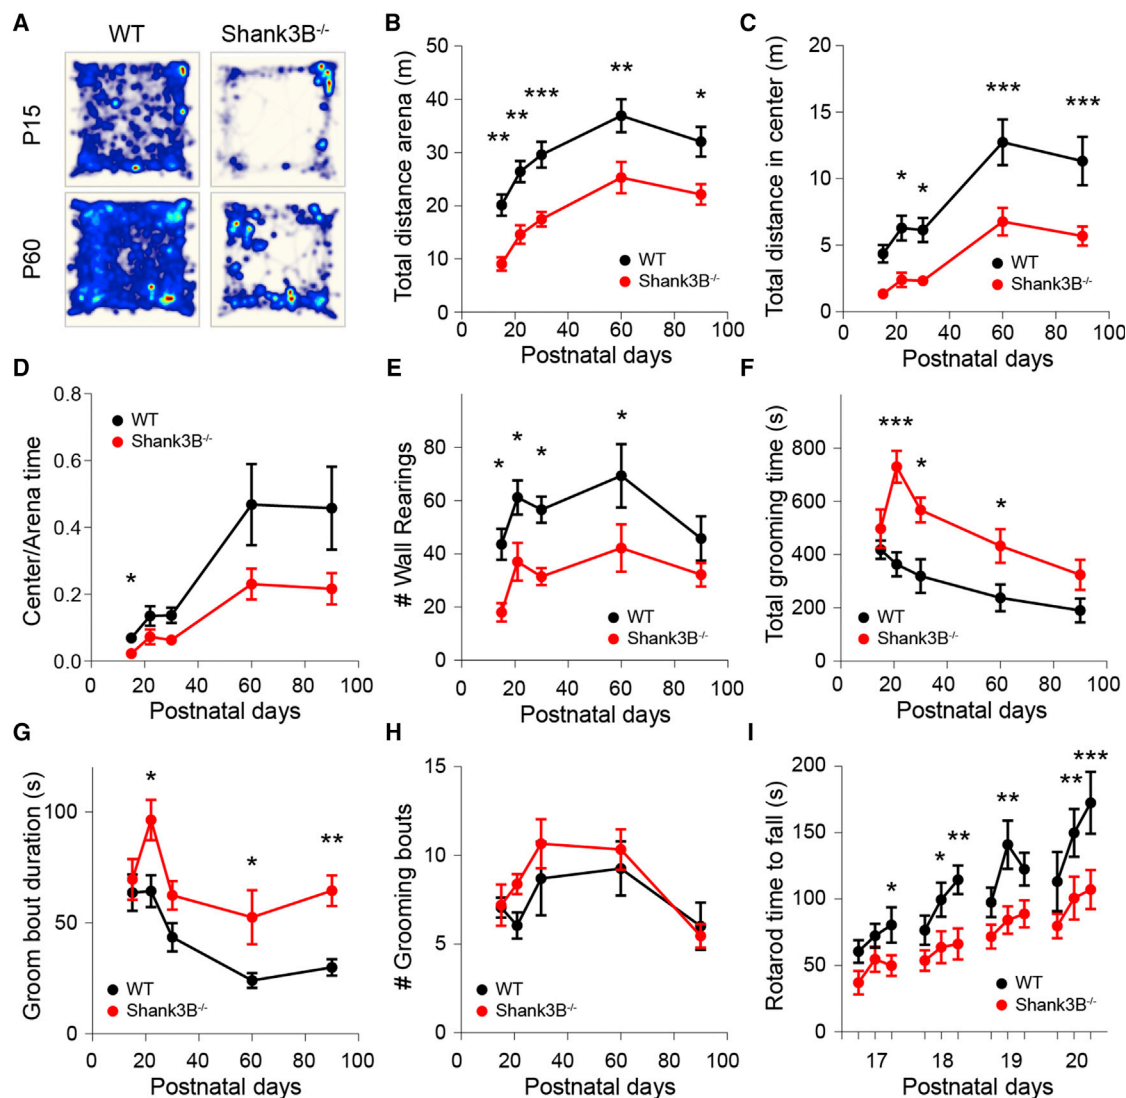 A
WT
Shank3B-/-
P15
P60
B
Total distance arena (m)
50
40
30
20
10
0
**
**
***
**
*
WT
Shank3B-/-
0 20 40 60 80 100
Postnatal days
C
Total distance in center (m)
20
15
10
5
0
*
*
***
***
WT
Shank3B-/-
0 20 40 60 80 100
Postnatal days
D
Center/Arena time
0.8
0.6
0.4
0.2
0.0
WT
Shank3B-/-
*
0 20 40 60 80 100
Postnatal days
E
# Wall Rearings
80
60
40
20
0
*
*
*
*
WT
Shank3B-/-
0 20 40 60 80 100
Postnatal days
F
Total grooming time (s)
800
600
400
200
0
***
*
*
WT
Shank3B-/-
0 20 40 60 80 100
Postnatal days
G
Groom bout duration (s)
100
50
0
*
*
**
WT
Shank3B-/-
0 20 40 60 80 100
Postnatal days
H
# Grooming bouts
15
10
5
0
WT
Shank3B-/-
0 20 40 60 80 100
Postnatal days
I
Rotarod time to fall (s)
200
150
100
50
0
*
*
**
**
**
***
WT
Shank3B-/-
17 18 19 20
Postnatal days